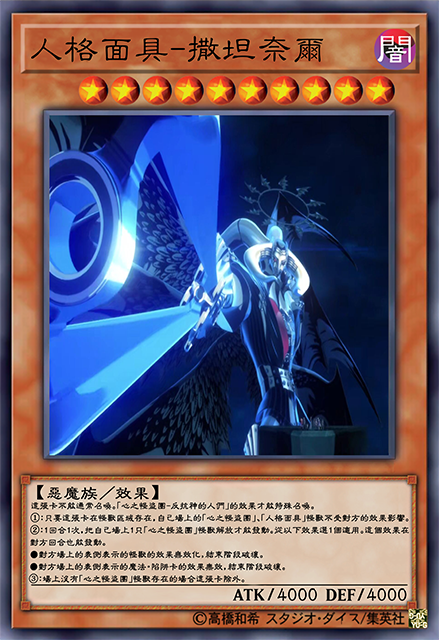 人格面具-撒坦奈爾
闇
【惡魔族/效果】
這張卡不能通常召喚。「心之怪盜團-反抗神的人們」的效果才能特殊召喚。
①:只要這張卡在怪獸區域存在,自己場上的「心之怪盜團」、「人格面具」怪獸不受對方的效果影響。
②:1回合1次,把自己場上1只「心之怪盜團」怪獸解放才能發動。從以下效果選1個適用。這個效果在
對方回合也能發動。
●對方場上的表側表示的怪獸的效果無效化,結束階段破壞。
●對方場上的表側表示的魔法·陷阱卡的效果無效,結束階段破壞。
③:場上沒有「心之怪盜團」怪獸存在的場合這張卡除外。
ATK/4000 DEF/4000
©高橋和希 スタジオ・ダイス/集英社